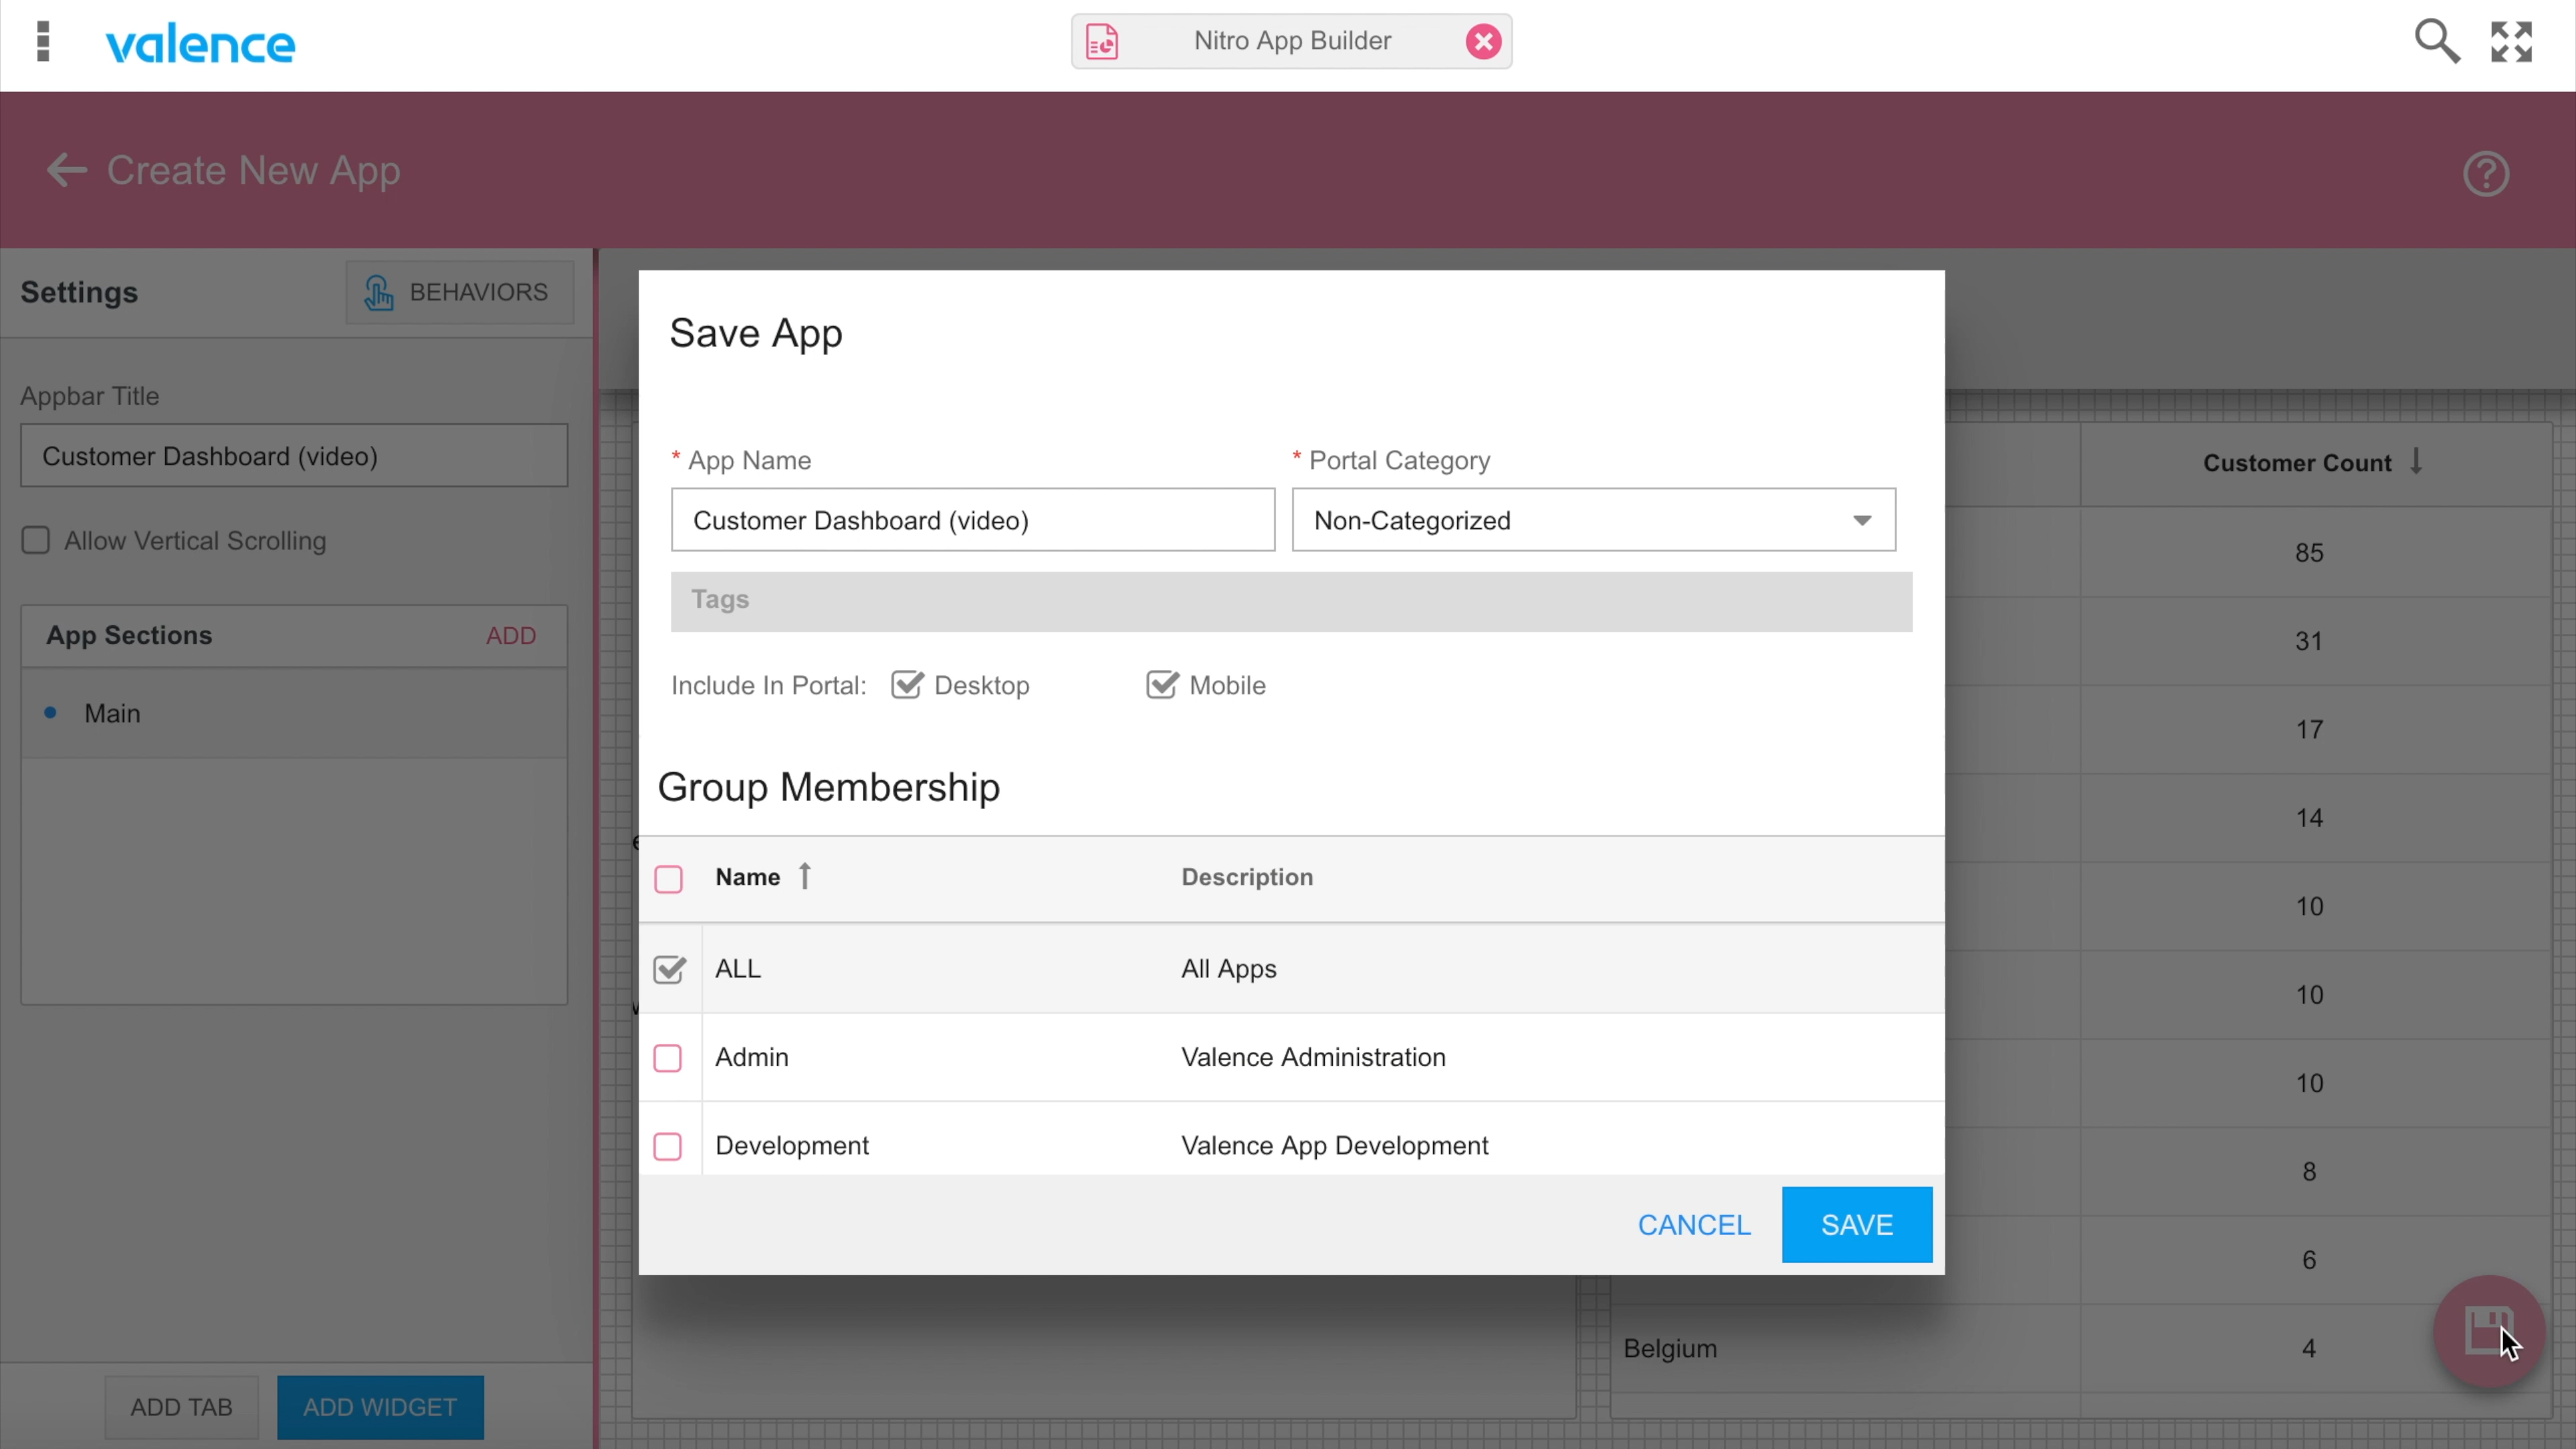 valence
Nitro App Builder
Create New App
Settings
BEHAVIORS
Appbar Title
Customer Dashboard (video)
Allow Vertical Scrolling
App Sections ADD
Main
ADD TAB
ADD WIDGET
Save App
* App Name
* Portal Category
Customer Dashboard (video)
Non-Categorized
Tags
Include In Portal: Desktop Mobile
Group Membership
Name Description
ALL All Apps
Admin Valence Administration
Development Valence App Development
CANCEL
SAVE
Customer Count
85
31
17
14
10
10
10
8
6
Belgium 4